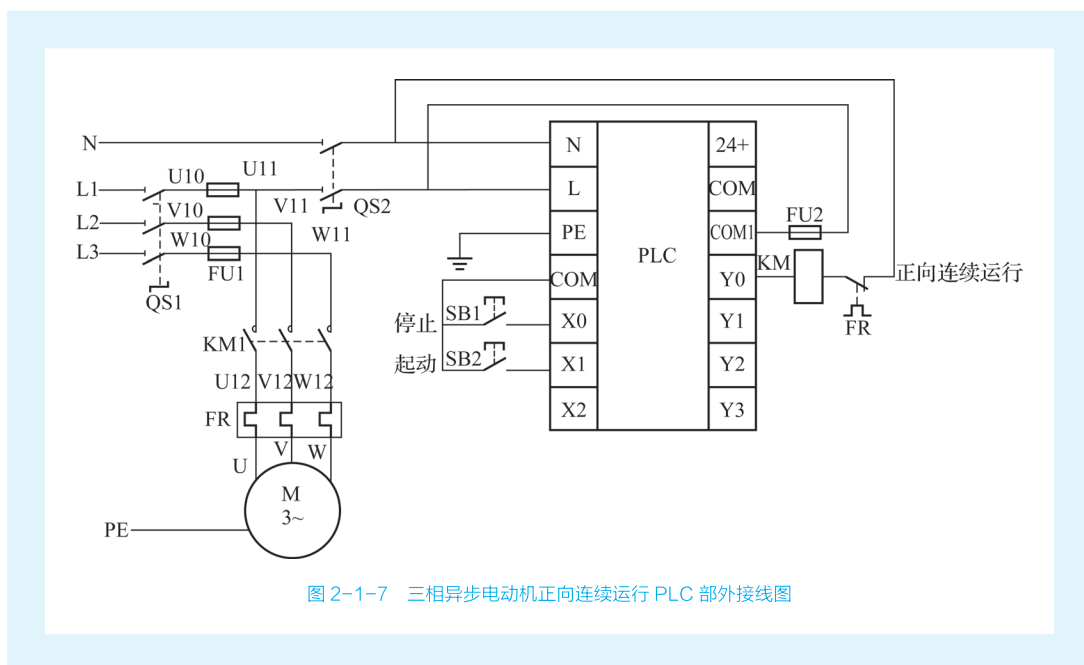 N
L1
L2
L3
U10
U11
V10
V11
W10
W11
FU1
QS1
QS2
KM1
U12
V12
W12
FR
U
V
W
M
3~
PE
N
L
PE
COM
X0
X1
X2
PLC
24+
COM
COM1
Y0
Y1
Y2
Y3
停止
SB1
起动
SB2
FU2
KM
正向连续运行
FR
图 2-1-7 三相异步电动机正向连续运行 PLC 部外接线图